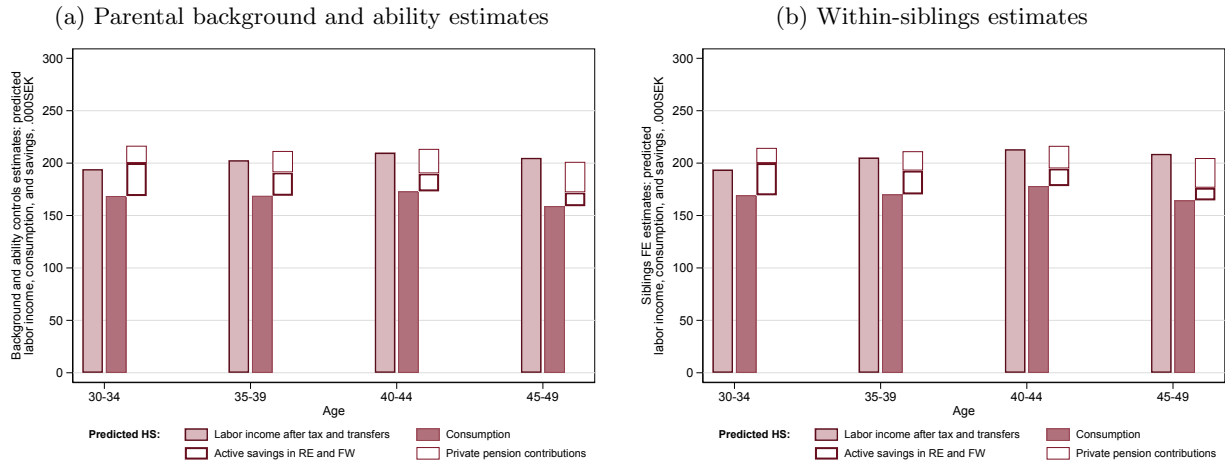 (a) Parental background and ability estimates
Background and ability controls estimates: predicted
labor income, consumption, and savings, .000SEK
300
250
200
150
100
50
0
30-34
35-39
40-44
45-49
Age
Predicted HS:
Labor income after tax and transfers
Consumption
Active savings in RE and FW
Private pension contributions
(b) Within-siblings estimates
Siblings FE estimates: predicted
labor income, consumption, and savings, .000SEK
300
250
200
150
100
50
0
30-34
35-39
40-44
45-49
Age
Predicted HS:
Labor income after tax and transfers
Consumption
Active savings in RE and FW
Private pension contributions